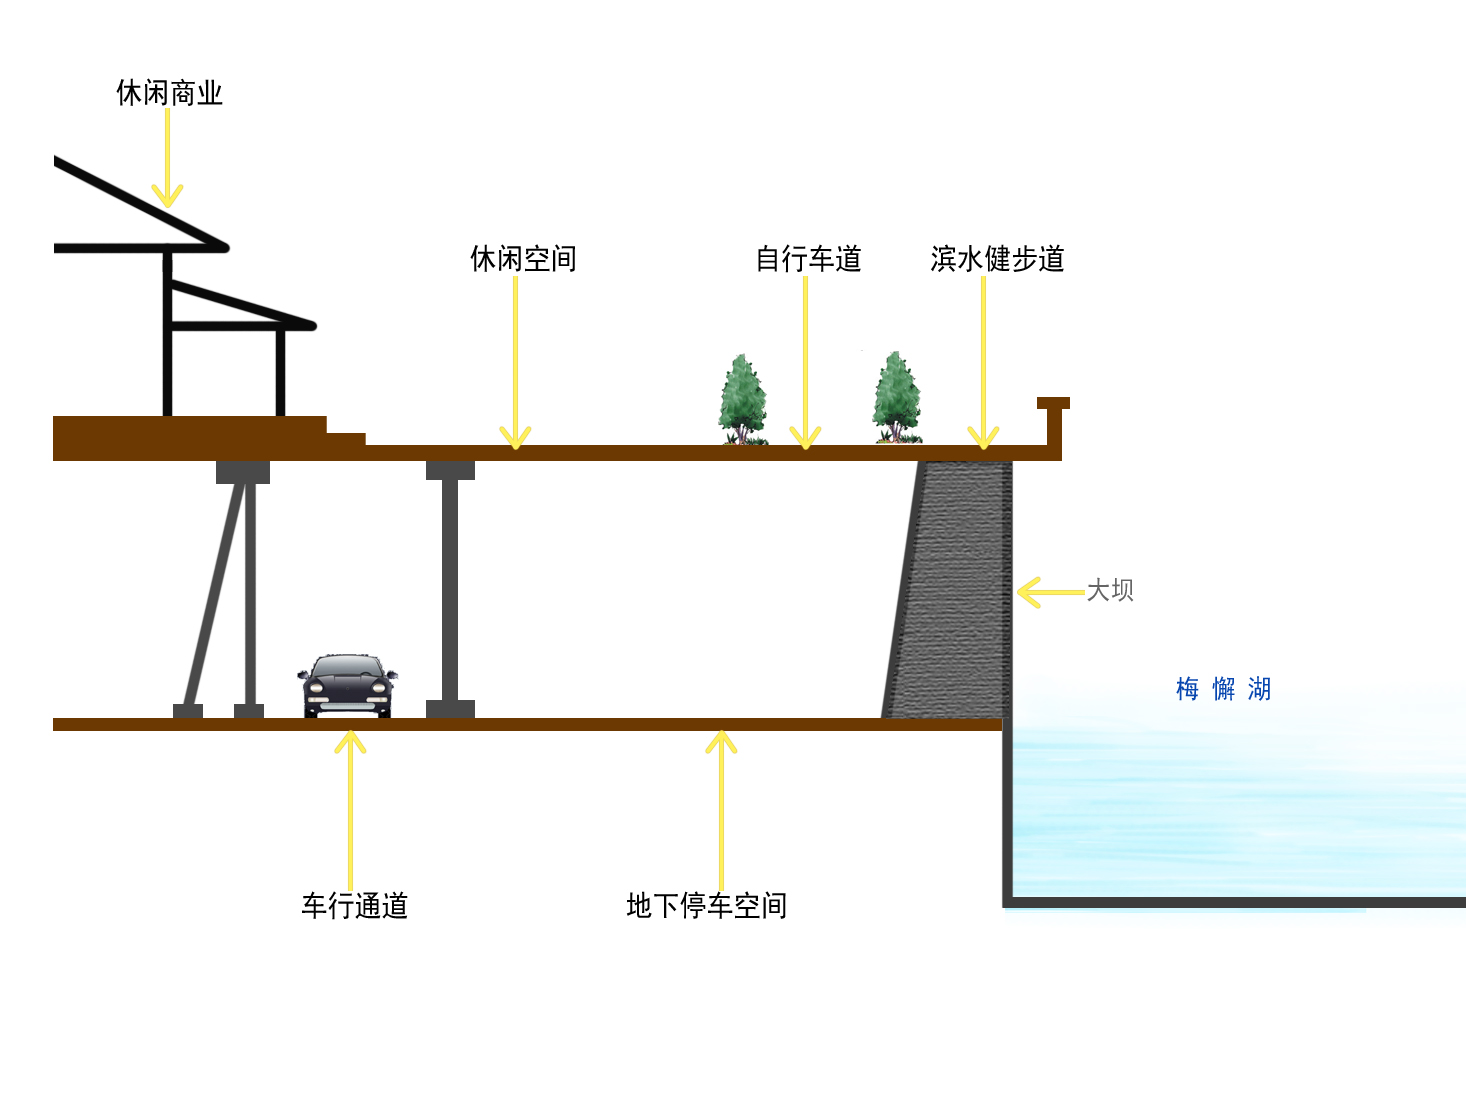 休闲商业
休闲空间
自行车道
滨水健步道
大坝
梅懈湖
车行通道
地下停车空间